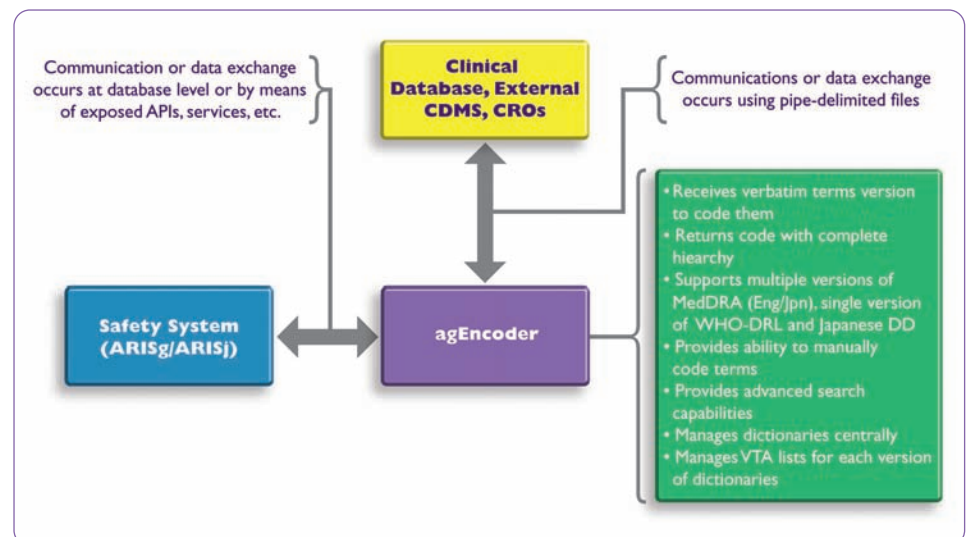 Communication or data exchange
occurs at database level or by means
of exposed APIs, services, etc.
Clinical
Database, External
CDMS, CROs
Communications or data exchange
occurs using pipe-delimited files
Safety System
(ARISg/ARISj)
agEncoder
• Receives verbatim terms version
to code them
• Returns code with complete
hiearchy
• Supports multiple versions of
MedDRA (Eng/Jpn), single version
of WHO-DRL and Japanese DD
• Provides ability to manually
code terms
• Provides advanced search
capabilities
• Manages dictionaries centrally
• Manages VTA lists for each version
of dictionaries